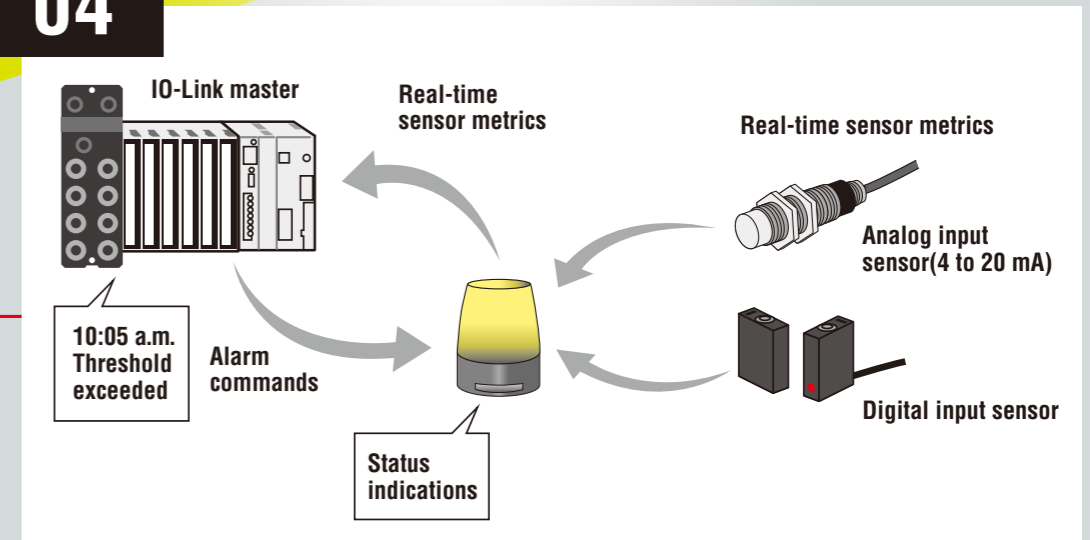 04
IO-Link master
Real-time
sensor metrics
Real-time sensor metrics
Analog input
sensor(4 to 20 mA)
10:05 a.m.
Threshold
exceeded
Alarm
commands
Digital input sensor
Status
indications